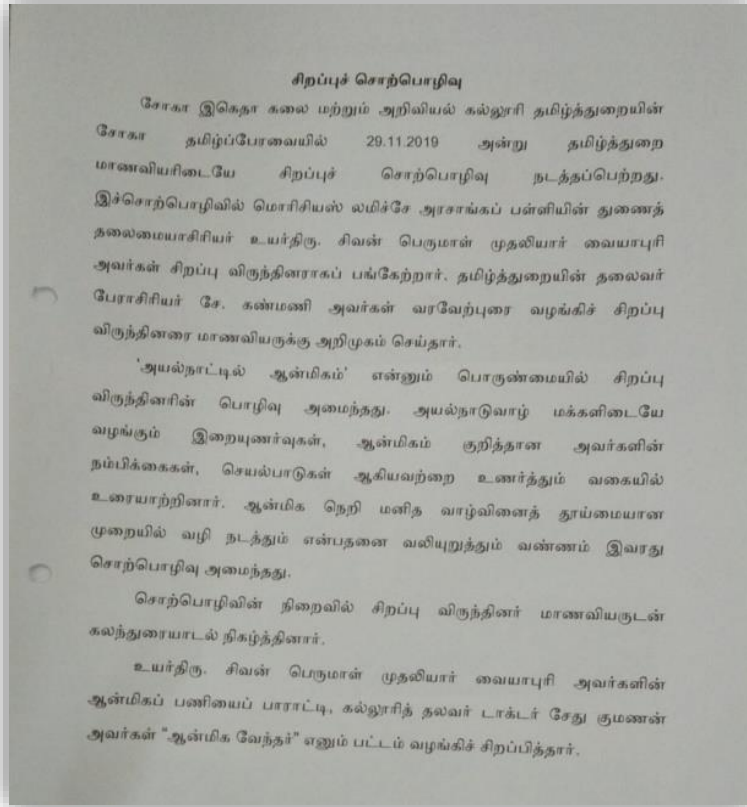 சிறப்புச் சொற்பொழிவு
சோகா இகெதா கலை மற்றும் அறிவியல் கல்லூரி தமிழ்த்துறையின்
சோகா தமிழ்ப்பேரவையில் 29.11.2019 அன்று தமிழ்த்துறை
மாணவியரிடையே சிறப்புச் சொற்பொழிவு நடத்தப்பெற்றது.
இச்சொற்பொழிவில் மொரிசியஸ் லமிச்சே அரசாங்கப் பள்ளியின் துணைத்
தலைமையாசிரியர் உயர்திரு. சிவன் பெருமாள் முதலியார் வையாபுரி
அவர்கள் சிறப்பு விருந்தினராகப் பங்கேற்றார். தமிழ்த்துறையின் தலைவர்
பேராசிரியர் சே. கண்மணி அவர்கள் வரவேற்புரை வழங்கிச் சிறப்பு
விருந்தினரை மாணவியருக்கு அறிமுகம் செய்தார்.
'அயல்நாட்டில் ஆன்மிகம்' என்னும் பொருண்மையில் சிறப்பு
விருந்தினரின் பொழிவு அமைந்தது. அயல்நாடுவாழ் மக்களிடையே
வழங்கும் இறையுணர்வுகள், ஆன்மிகம் குறித்தான அவர்களின்
நம்பிக்கைகள், செயல்பாடுகள் ஆகியவற்றை உணர்த்தும் வகையில்
உரையாற்றினார். ஆன்மிக நெறி மனித வாழ்வினைத் தூய்மையான
முறையில் வழி நடத்தும் என்பதனை வலியுறுத்தும் வண்ணம் இவரது
சொற்பொழிவு அமைந்தது.
சொற்பொழிவின் நிறைவில் சிறப்பு விருந்தினர் மாணவியருடன்
கலந்துரையாடல் நிகழ்த்தினார்.
உயர்திரு. சிவன் பெருமாள் முதலியார் வையாபுரி அவர்களின்
ஆன்மிகப் பணியைப் பாராட்டி, கல்லூரித் தலவர் டாக்டர் சேது குமணன்
அவர்கள் "ஆன்மிக வேந்தர்" எனும் பட்டம் வழங்கிச் சிறப்பித்தார்.